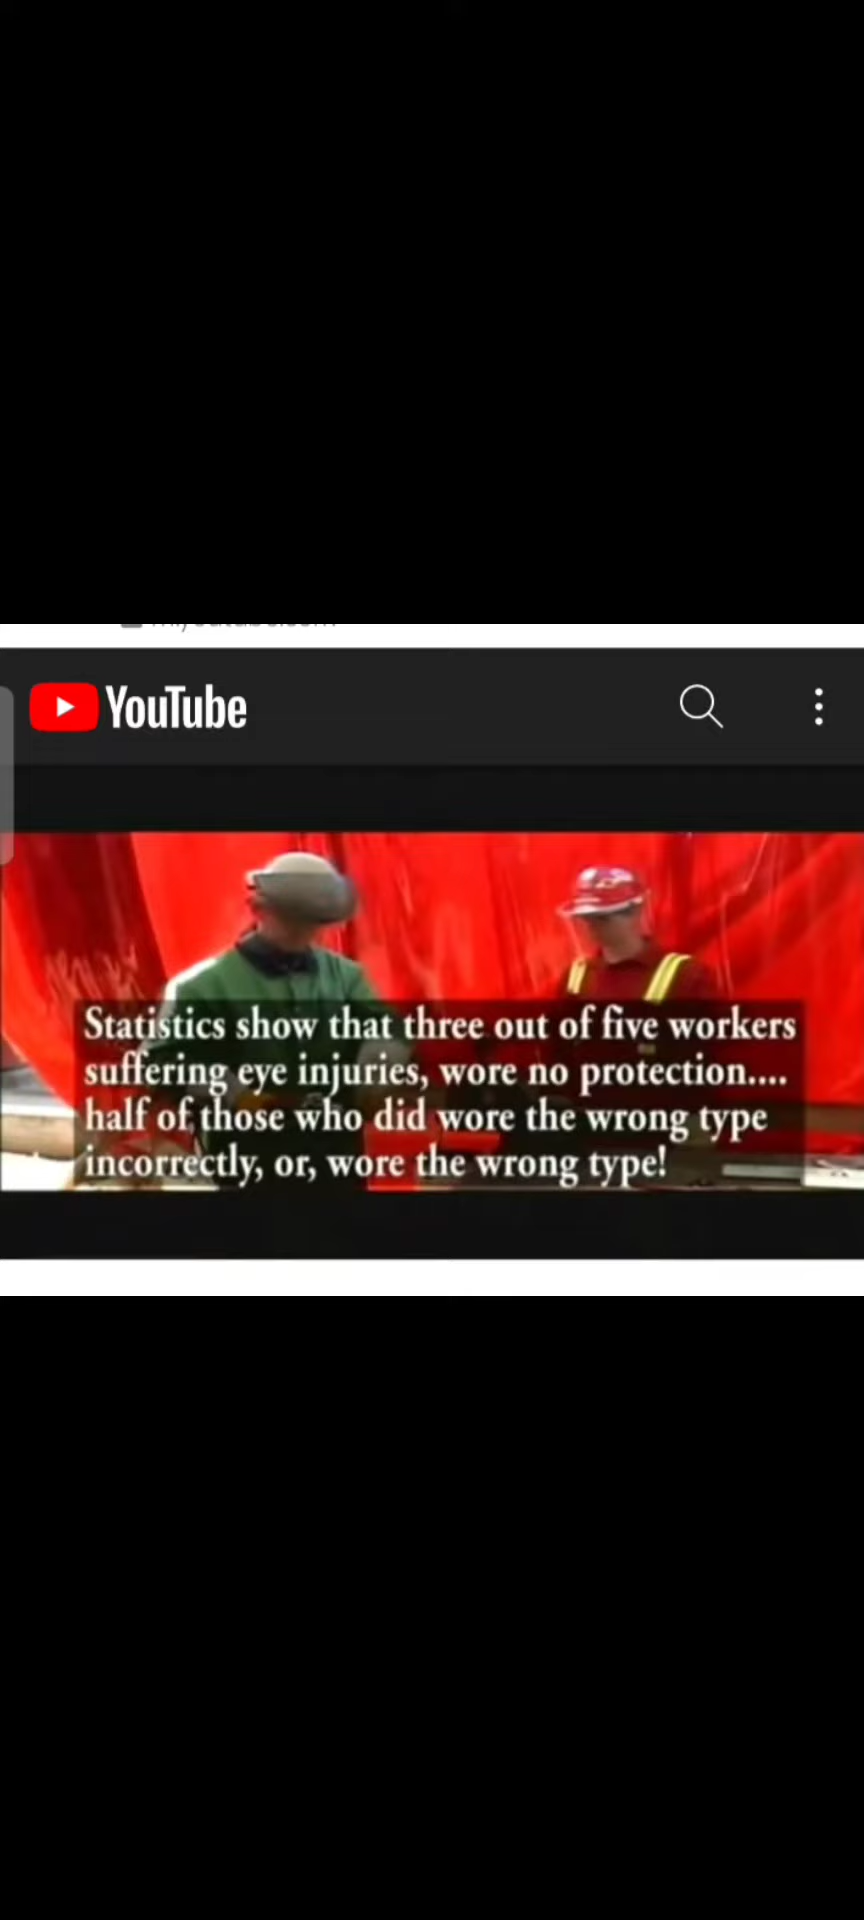 YouTube
Statistics show that three out of five workers
suffering eye injuries, wore no protection....
half of those who did wore the wrong type
incorrectly, or, wore the wrong type!